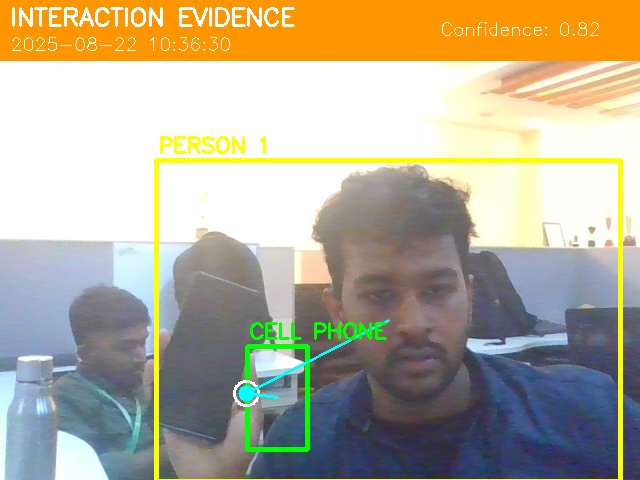 INTERACTION EVIDENCE
2025-08-22 10:36:30
Confidence: 0.82
PERSON 1
CELL PHONE